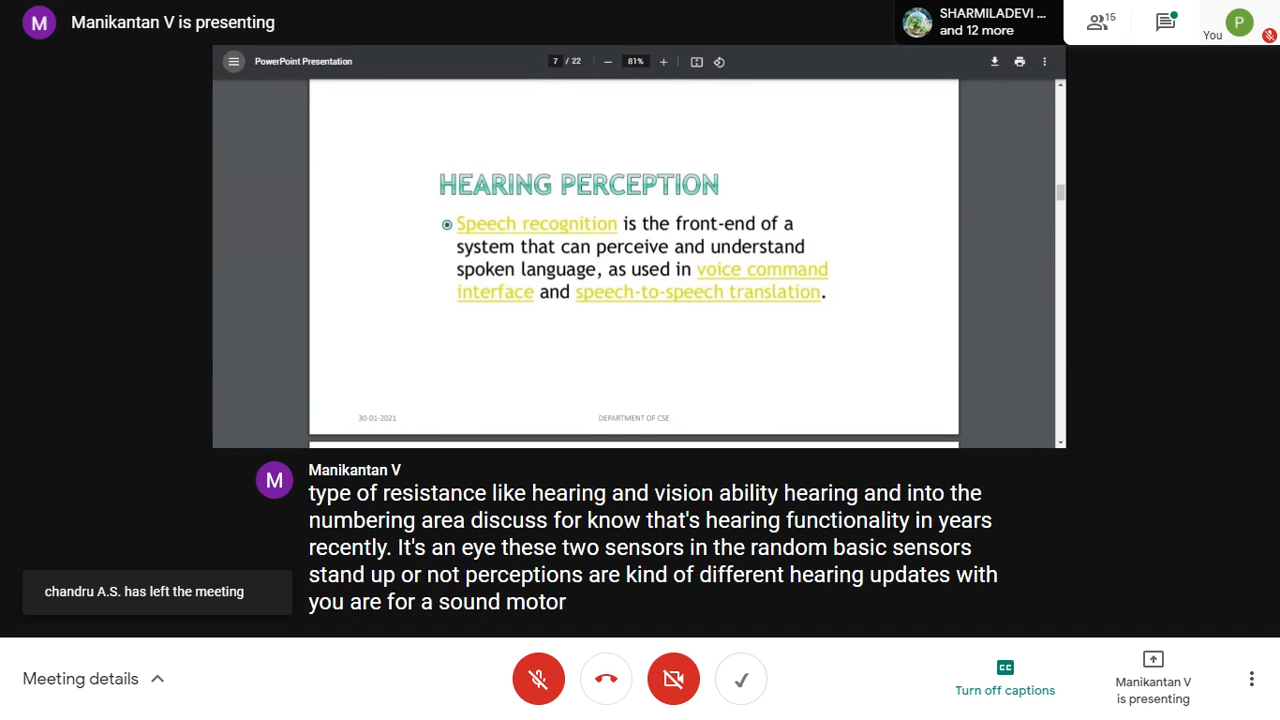 M
Manikantan V is presenting
SHARMILADEVI ...
and 12 more
15
You
P
PowerPoint Presentation
7 / 22
81%
HEARING PERCEPTION
Speech recognition is the front-end of a
system that can perceive and understand
spoken language, as used in voice command
interface and speech-to-speech translation.
30-01-2021
DEPARTMENT OF CSE
M
Manikantan V
type of resistance like hearing and vision ability hearing and into the
numbering area discuss for know that's hearing functionality in years
recently. It's an eye these two sensors in the random basic sensors
stand up or not perceptions are kind of different hearing updates with
you are for a sound motor
chandru A.S. has left the meeting
Meeting details
CC
Turn off captions
Manikantan V
is presenting